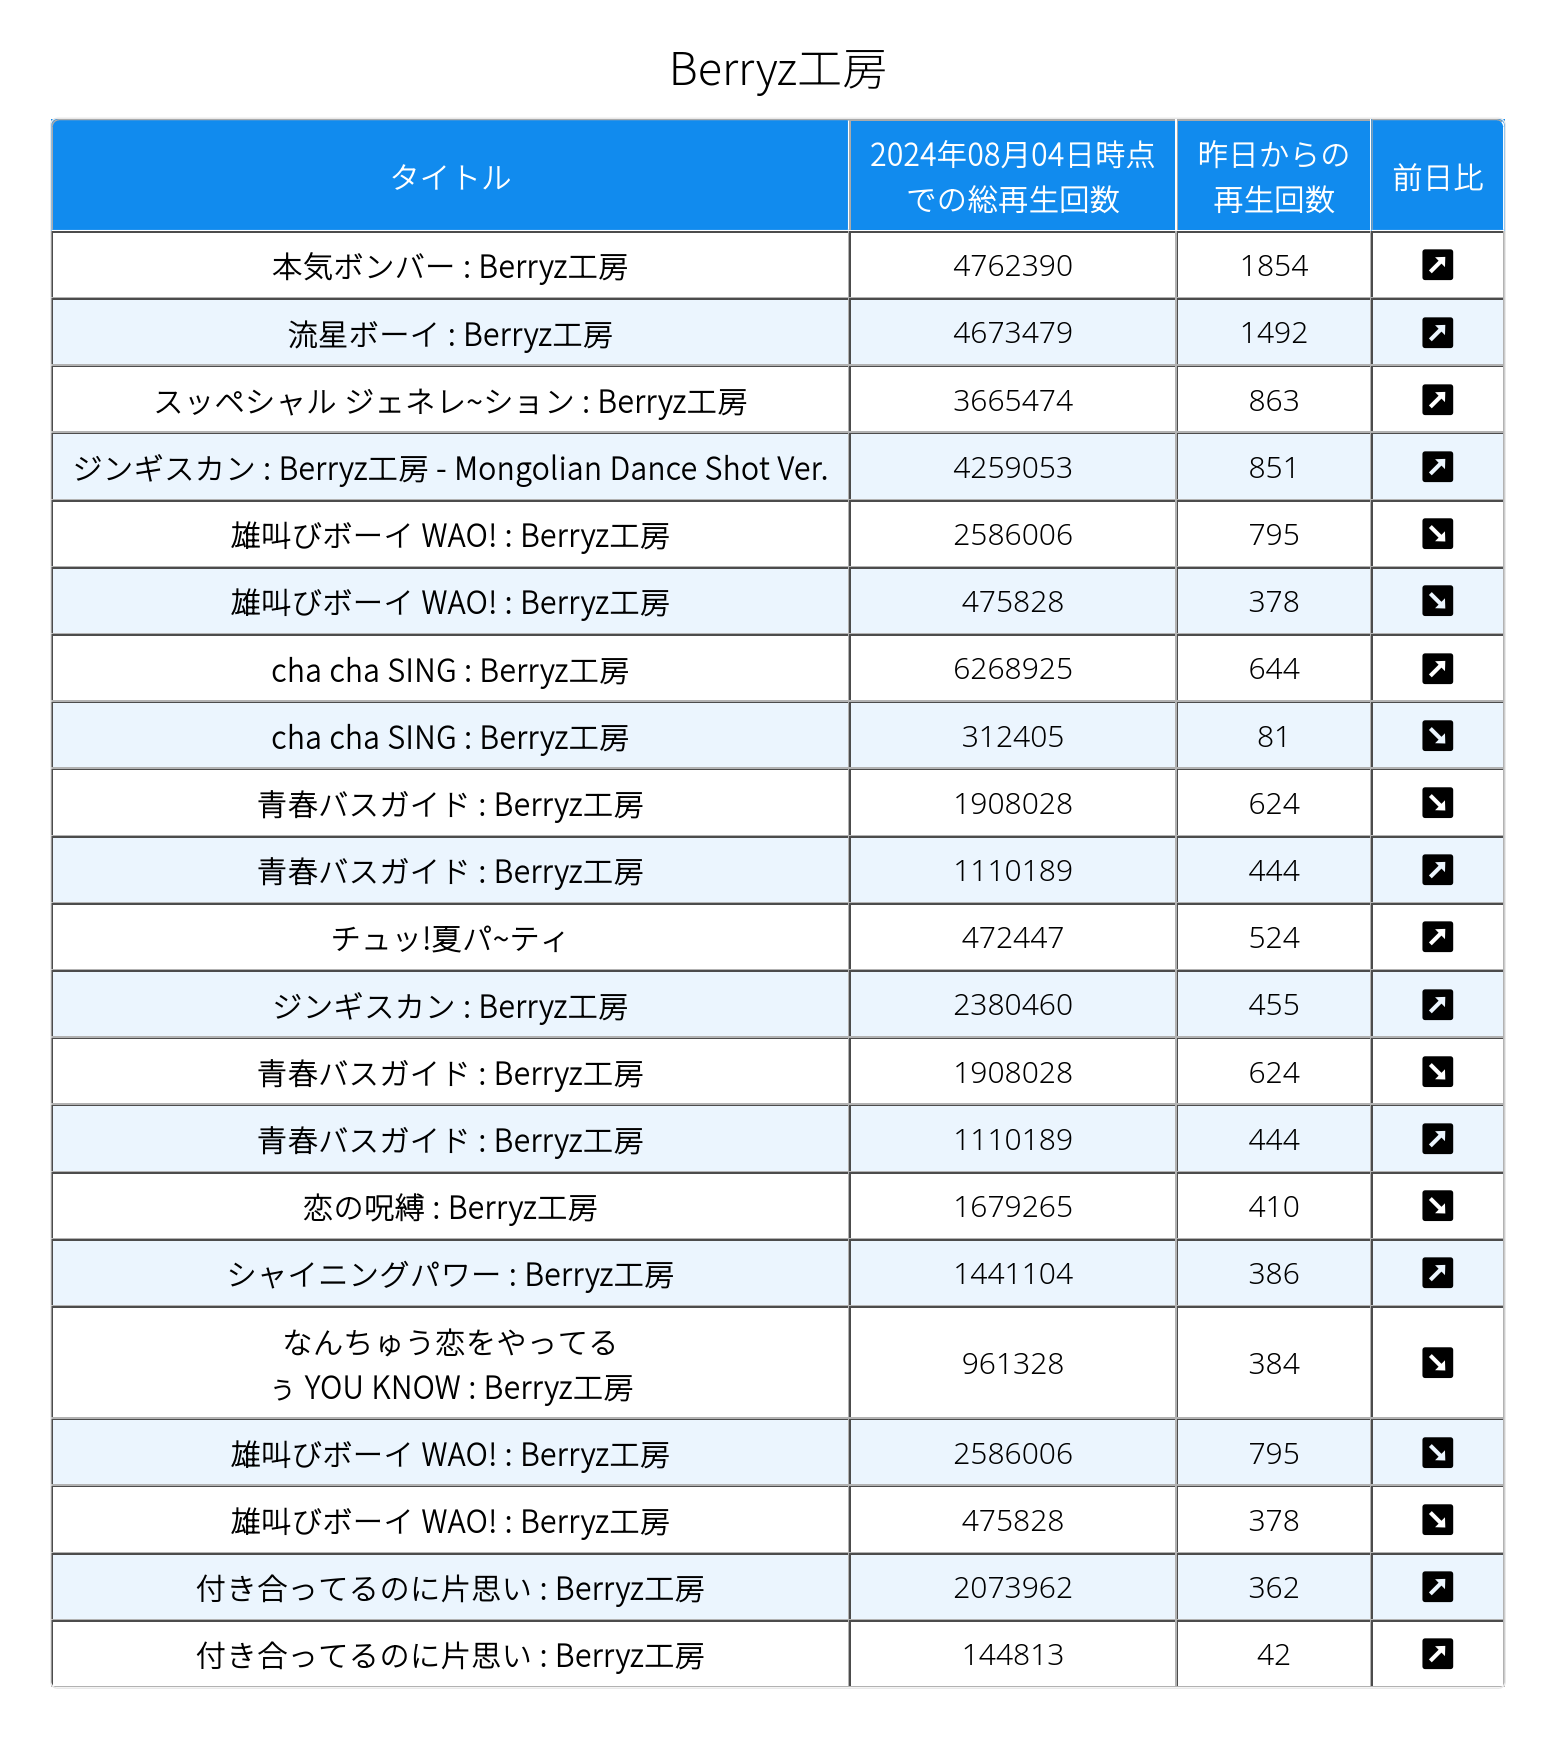 Berryz工房
タイトル 2024年08月04日時点 昨日からの 前日比
での総再生回数 再生回数
本気ボンバー : Berryz工房 4762390 1854
流星ボーイ : Berryz工房 4673479 1492
スッペシャル ジェネレ~ション : Berryz工房 3665474 863
ジンギスカン : Berryz工房 - Mongolian Dance Shot Ver. 4259053 851
雄叫びボーイ WAO! : Berryz工房 2586006 795
雄叫びボーイ WAO! : Berryz工房 475828 378
cha cha SING : Berryz工房 6268925 644
cha cha SING : Berryz工房 312405 81
青春バスガイド : Berryz工房 1908028 624
青春バスガイド : Berryz工房 1110189 444
チュッ!夏パ~ティ 472447 524
ジンギスカン : Berryz工房 2380460 455
青春バスガイド : Berryz工房 1908028 624
青春バスガイド : Berryz工房 1110189 444
恋の呪縛 : Berryz工房 1679265 410
シャイニングパワー : Berryz工房 1441104 386
なんちゅう恋をやってる
ぅ YOU KNOW : Berryz工房 961328 384
雄叫びボーイ WAO! : Berryz工房 2586006 795
雄叫びボーイ WAO! : Berryz工房 475828 378
付き合ってるのに片思い : Berryz工房 2073962 362
付き合ってるのに片思い : Berryz工房 144813 42